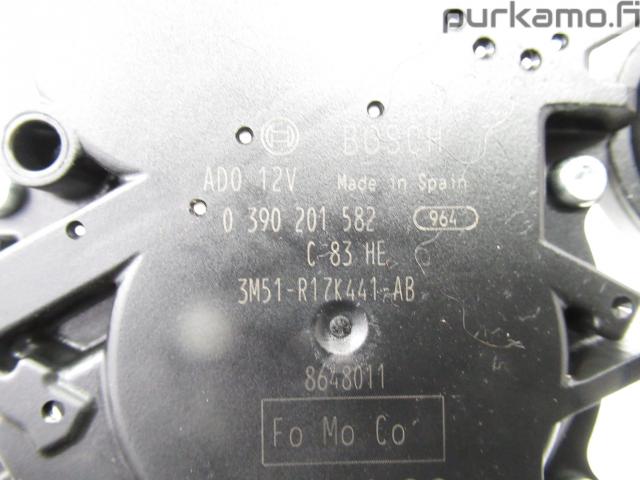 purkamo.fi
BOSCH
ADO 12V Made in Spain
0 390 201 582 964
C-83 HE
3M51-R17K441-AB
8648011
Fo Mo Co